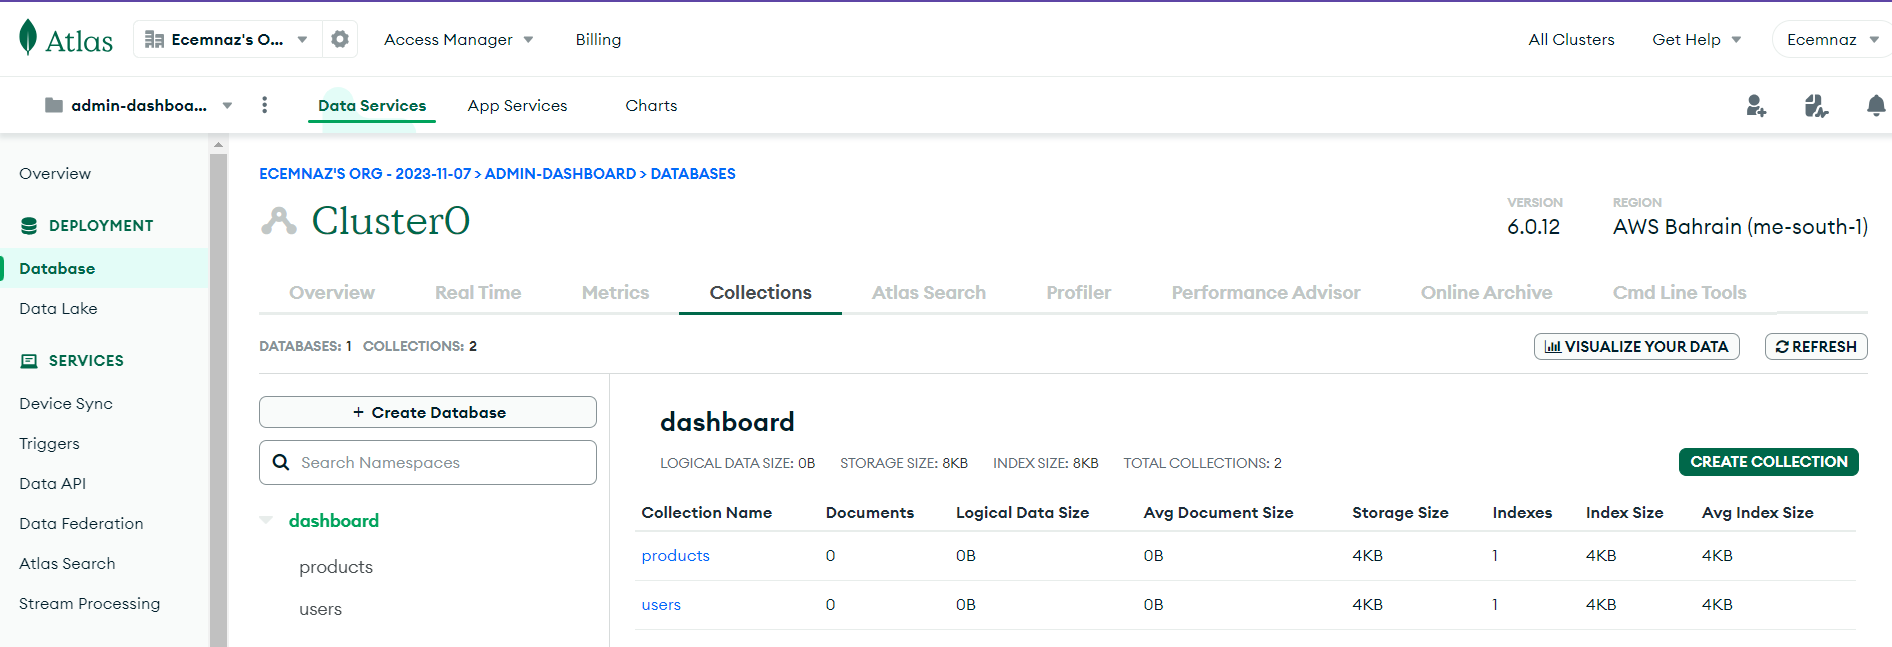 Atlas
Ecemnaz's O...
Access Manager
Billing
All Clusters
Get Help
Ecemnaz
admin-dashboa...
Data Services
App Services
Charts
Overview
DEPLOYMENT
Database
Data Lake
SERVICES
Device Sync
Triggers
Data API
Data Federation
Atlas Search
Stream Processing
ECEMNAZ'S ORG - 2023-11-07 > ADMIN-DASHBOARD > DATABASES
Cluster0
VERSION
6.0.12
REGION
AWS Bahrain (me-south-1)
Overview Real Time Metrics Collections Atlas Search Profiler Performance Advisor Online Archive Cmd Line Tools
DATABASES: 1 COLLECTIONS: 2
VISUALIZE YOUR DATA
REFRESH
+ Create Database
Search Namespaces
dashboard
products
users
dashboard
LOGICAL DATA SIZE: 0B STORAGE SIZE: 8KB INDEX SIZE: 8KB TOTAL COLLECTIONS: 2
CREATE COLLECTION
Collection Name Documents Logical Data Size Avg Document Size Storage Size Indexes Index Size Avg Index Size
products 0 0B 0B 4KB 1 4KB 4KB
users 0 0B 0B 4KB 1 4KB 4KB